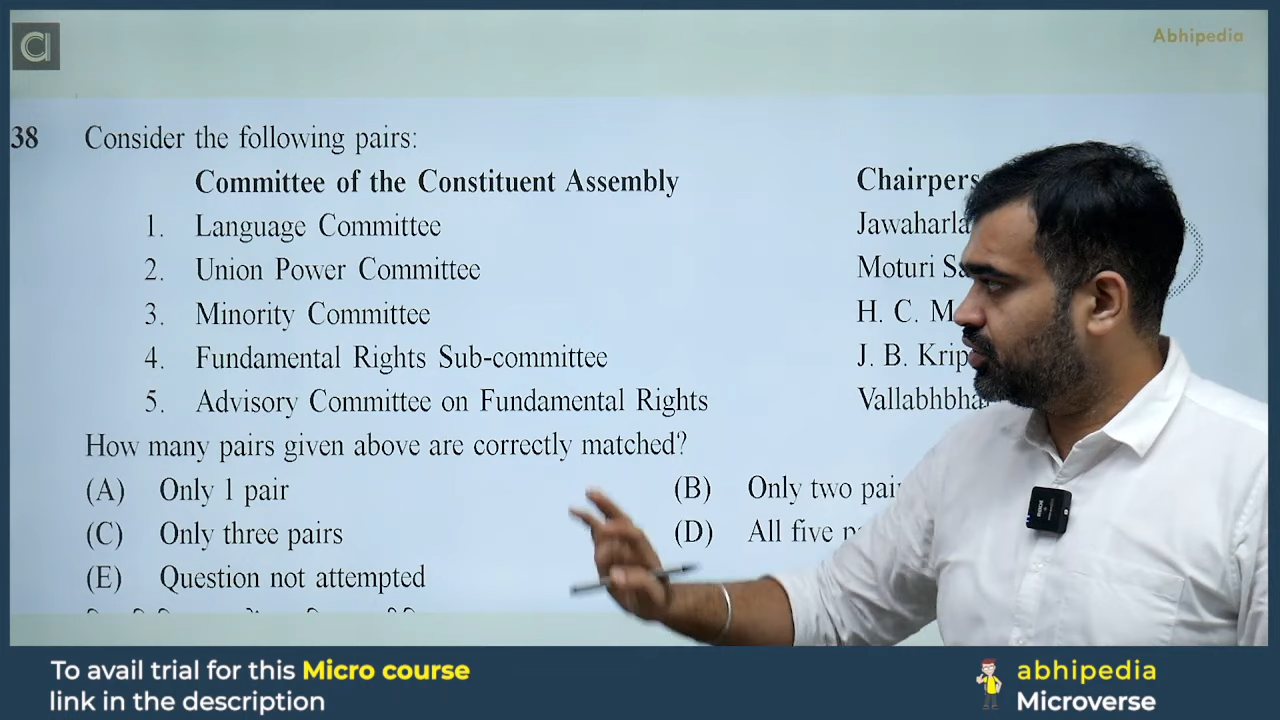 Abhipedia
38 Consider the following pairs:
Committee of the Constituent Assembly Chairpers
1. Language Committee Jawaharla
2. Union Power Committee Moturi Sa
3. Minority Committee H. C. M
4. Fundamental Rights Sub-committee J. B. Krip
5. Advisory Committee on Fundamental Rights Vallabhbha
How many pairs given above are correctly matched?
(A) Only 1 pair (B) Only two pai
(C) Only three pairs (D) All five p
(E) Question not attempted
To avail trial for this Micro course
link in the description
abhipedia
Microverse